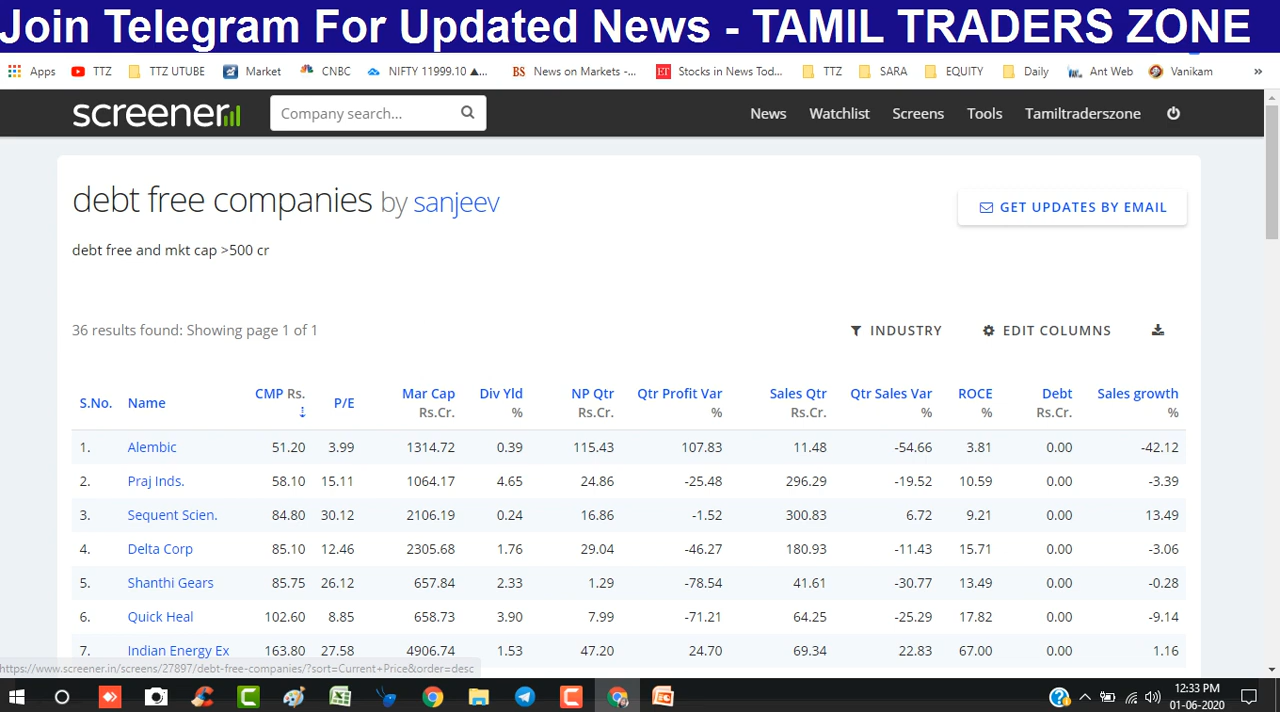 Join Telegram For Updated News - TAMIL TRADERS ZONE
Apps TTZ TTZ UTUBE Market CNBC NIFTY 11999.10 ▲... BS News on Markets -... ET Stocks in News Tod... TTZ SARA EQUITY Daily Ant Web Vanikam »
screener Company search... News Watchlist Screens Tools Tamiltraderszone
debt free companies by sanjeev
GET UPDATES BY EMAIL
debt free and mkt cap >500 cr
36 results found: Showing page 1 of 1 INDUSTRY EDIT COLUMNS
S.No. Name CMP Rs. ↓ P/E Mar Cap Rs.Cr. Div Yld % NP Qtr Rs.Cr. Qtr Profit Var % Sales Qtr Rs.Cr. Qtr Sales Var % ROCE % Debt Rs.Cr. Sales growth %
1. Alembic 51.20 3.99 1314.72 0.39 115.43 107.83 11.48 -54.66 3.81 0.00 -42.12
2. Praj Inds. 58.10 15.11 1064.17 4.65 24.86 -25.48 296.29 -19.52 10.59 0.00 -3.39
3. Sequent Scien. 84.80 30.12 2106.19 0.24 16.86 -1.52 300.83 6.72 9.21 0.00 13.49
4. Delta Corp 85.10 12.46 2305.68 1.76 29.04 -46.27 180.93 -11.43 15.71 0.00 -3.06
5. Shanthi Gears 85.75 26.12 657.84 2.33 1.29 -78.54 41.61 -30.77 13.49 0.00 -0.28
6. Quick Heal 102.60 8.85 658.73 3.90 7.99 -71.21 64.25 -25.29 17.82 0.00 -9.14
7. Indian Energy Ex 163.80 27.58 4906.74 1.53 47.20 24.70 69.34 22.83 67.00 0.00 1.16
https://www.screener.in/screens/27897/debt-free-companies/?sort=Current+Price&order=desc
12:33 PM
01-06-2020